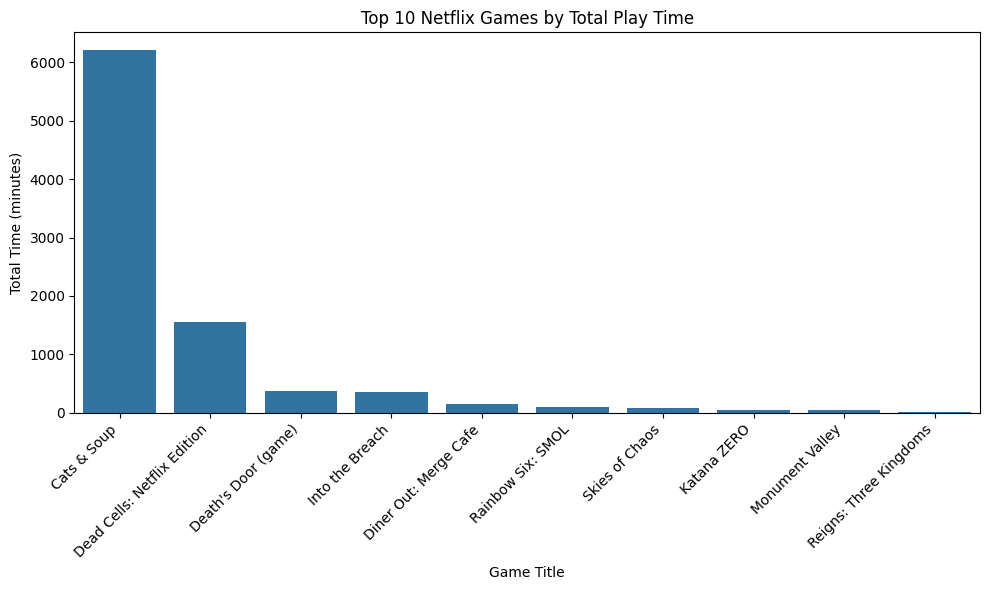 Top 10 Netflix Games by Total Play Time
Total Time (minutes)
6000
5000
4000
3000
2000
1000
0
Cats & Soup
Dead Cells: Netflix Edition
Death's Door (game)
Into the Breach
Diner Out: Merge Cafe
Rainbow Six: SMOL
Skies of Chaos
Katana ZERO
Monument Valley
Reigns: Three Kingdoms
Game Title